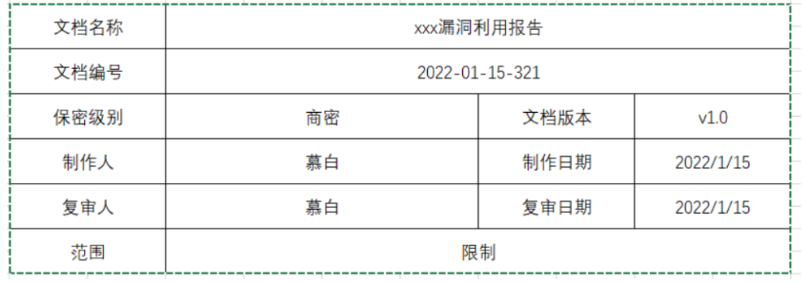 文档名称 xxx漏洞利用报告
文档编号 2022-01-15-321
保密级别 商密 文档版本 v1.0
制作人 慕白 制作日期 2022/1/15
复审人 慕白 复审日期 2022/1/15
范围 限制